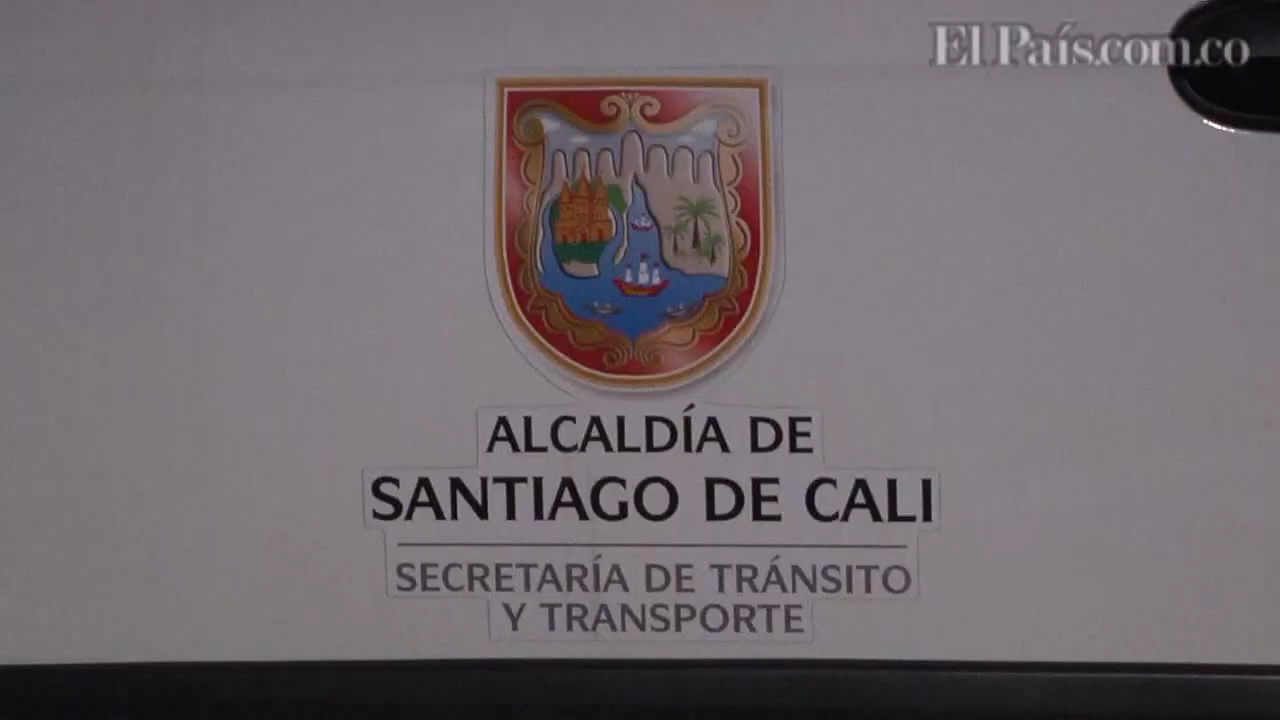 El País.com.co
ALCALDÍA DE
SANTIAGO DE CALI
SECRETARÍA DE TRÁNSITO
Y TRANSPORTE